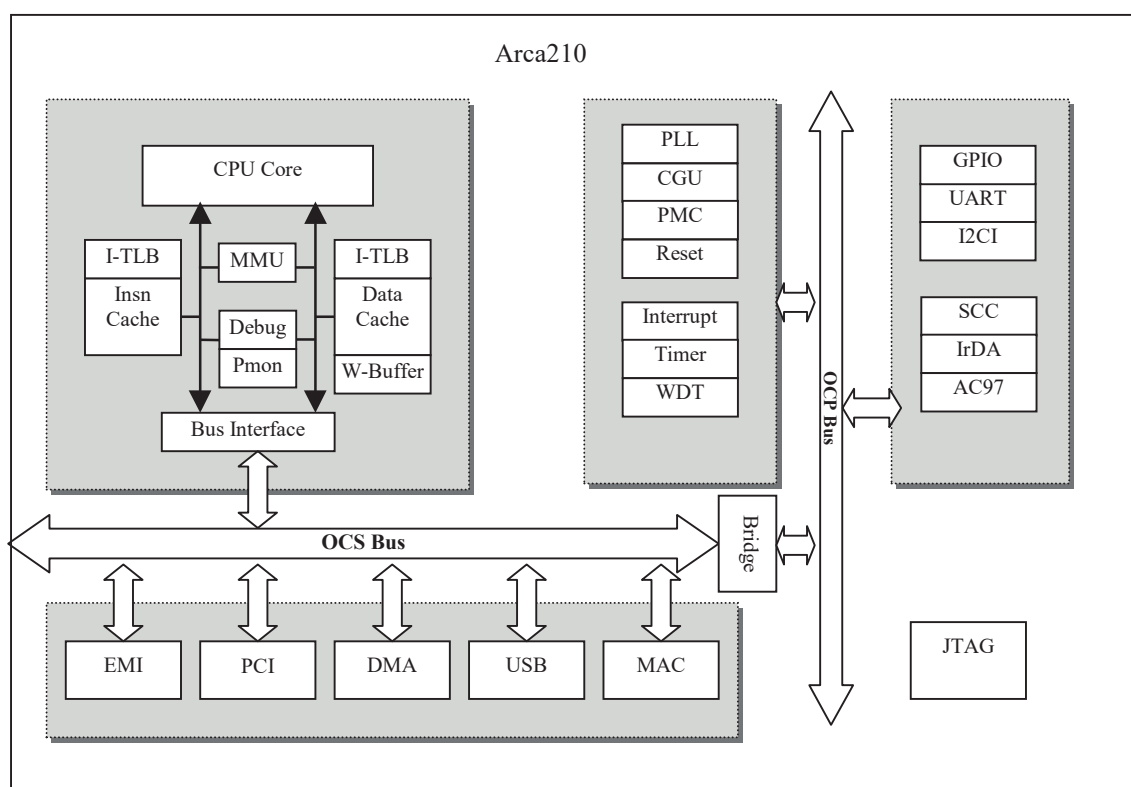 Arca210
CPU Core
I-TLB
Insn
Cache
MMU
Debug
Pmon
I-TLB
Data
Cache
W-Buffer
Bus Interface
PLL
CGU
PMC
Reset
Interrupt
Timer
WDT
OCP Bus
GPIO
UART
I2CI
SCC
IrDA
AC97
OCS Bus
Bridge
EMI
PCI
DMA
USB
MAC
JTAG